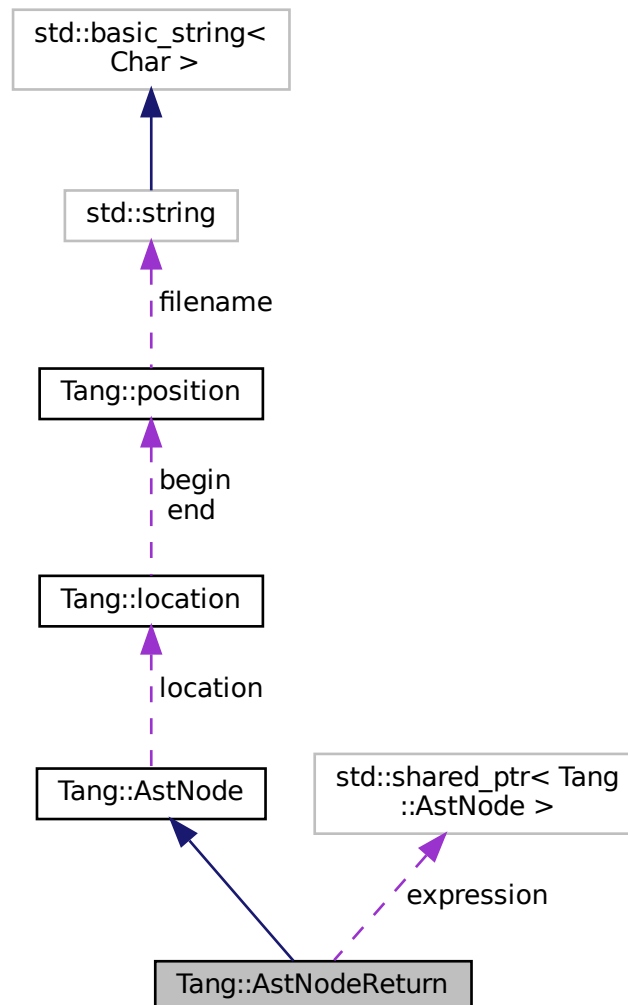 std::basic_string<
Char >
std::string
filename
Tang::position
begin
end
Tang::location
location
Tang::AstNode
std::shared_ptr< Tang
::AstNode >
expression
Tang::AstNodeReturn